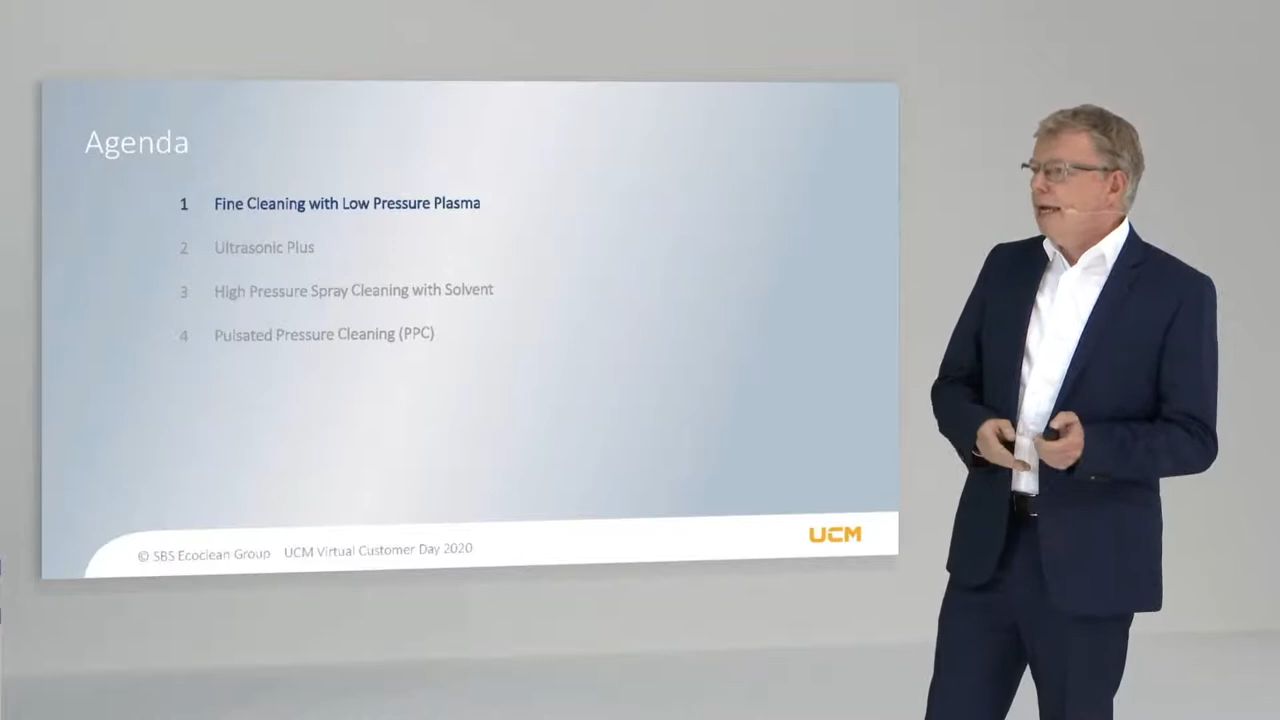 Agenda
1 Fine Cleaning with Low Pressure Plasma
2 Ultrasonic Plus
3 High Pressure Spray Cleaning with Solvent
4 Pulsated Pressure Cleaning (PPC)
© SBS Ecoclean Group UCM Virtual Customer Day 2020
UCM